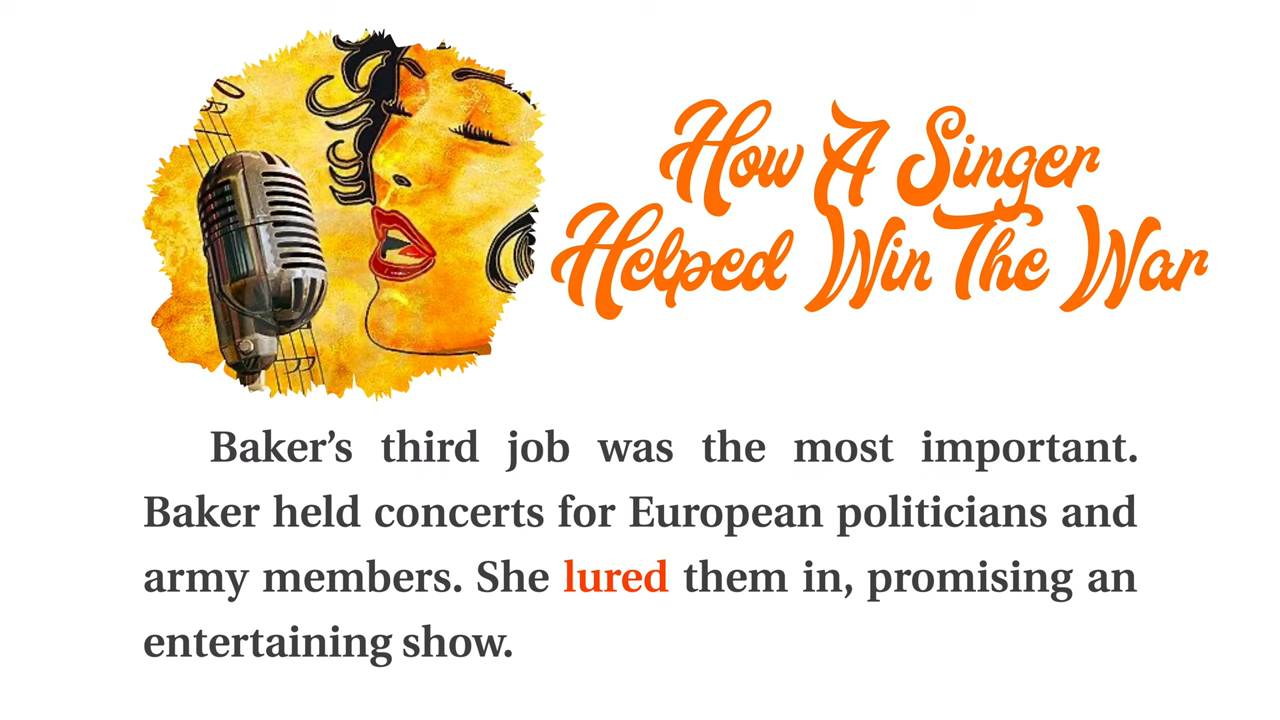 How A Singer
Helped Win The War
Baker’s third job was the most important.
Baker held concerts for European politicians and
army members. She lured them in, promising an
entertaining show.